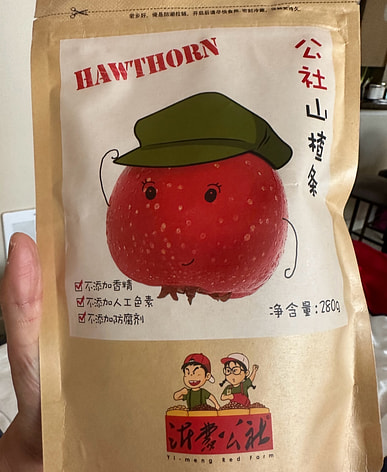 HAWTHORN
公社山楂条
不添加香精
不添加人工色素
不添加防腐剂
净含量:280g
沂蒙公社
Yi-meng Red Farm